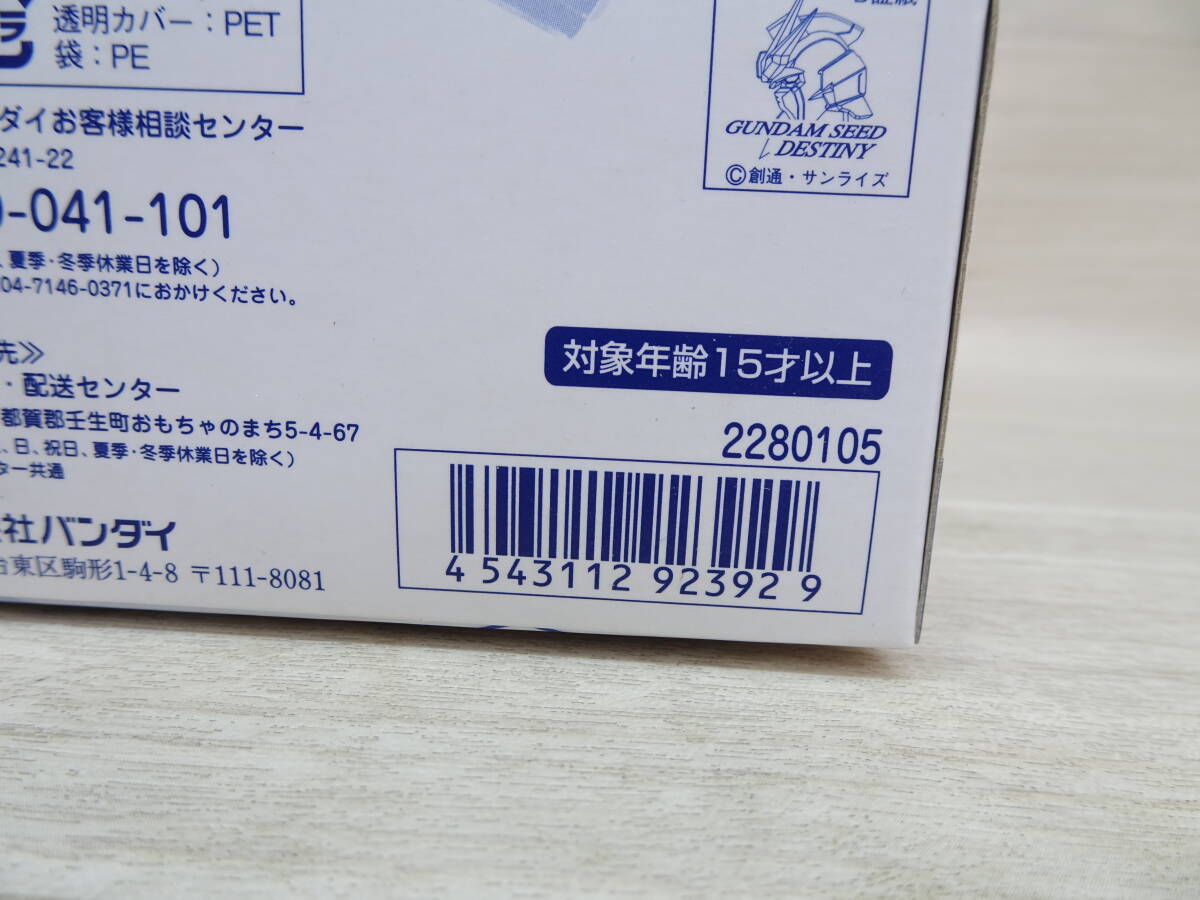 透明カバー：PET
袋：PE
ダイお客様相談センター
241-22
0-041-101
、夏季・冬季休業日を除く）
04-7146-0371におかけください。
先≫
・配送センター
都賀郡壬生町おもちゃのまち5-4-67
、日、祝日、夏季・冬季休業日を除く）
ター共通
社バンダイ
台東区駒形1-4-8 〒111-8081
GUNDAM SEED
DESTINY
©創通・サンライズ
対象年齢15才以上
2280105
4 543112 923929